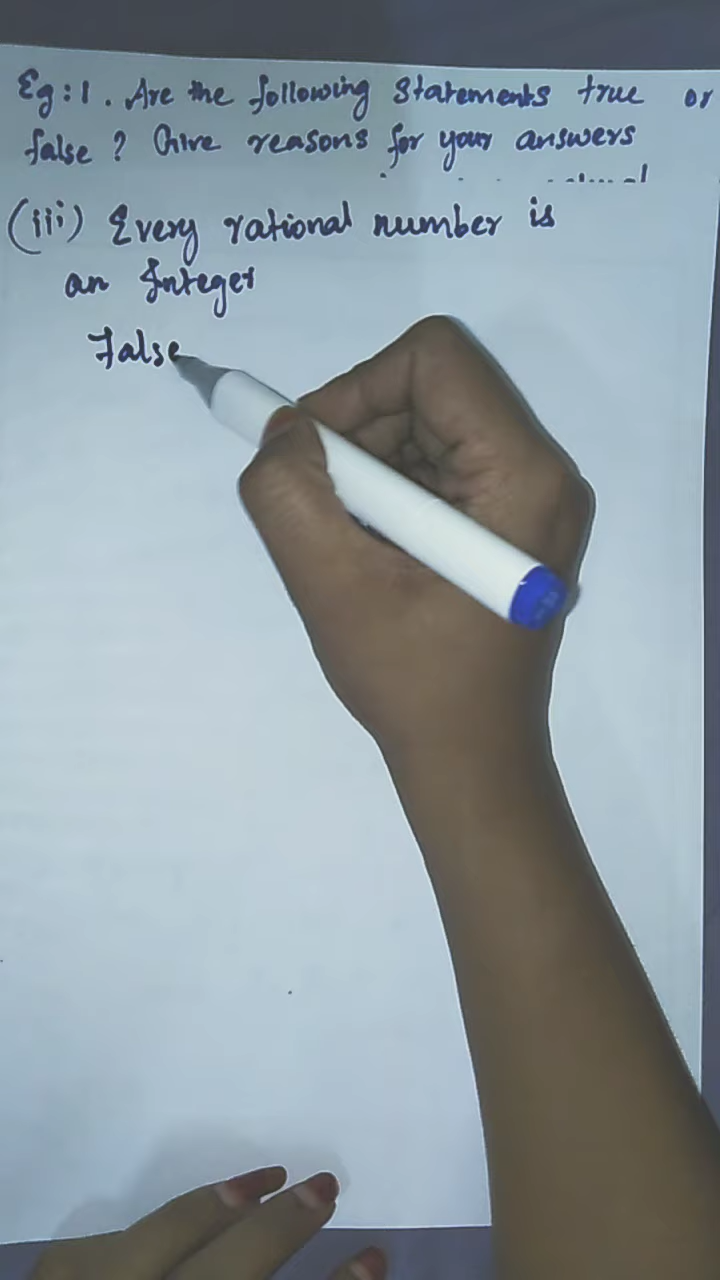 Eg:1. Are the following statements true or
false? Give reasons for your answers
(iii) Every rational number is
an Integer
False